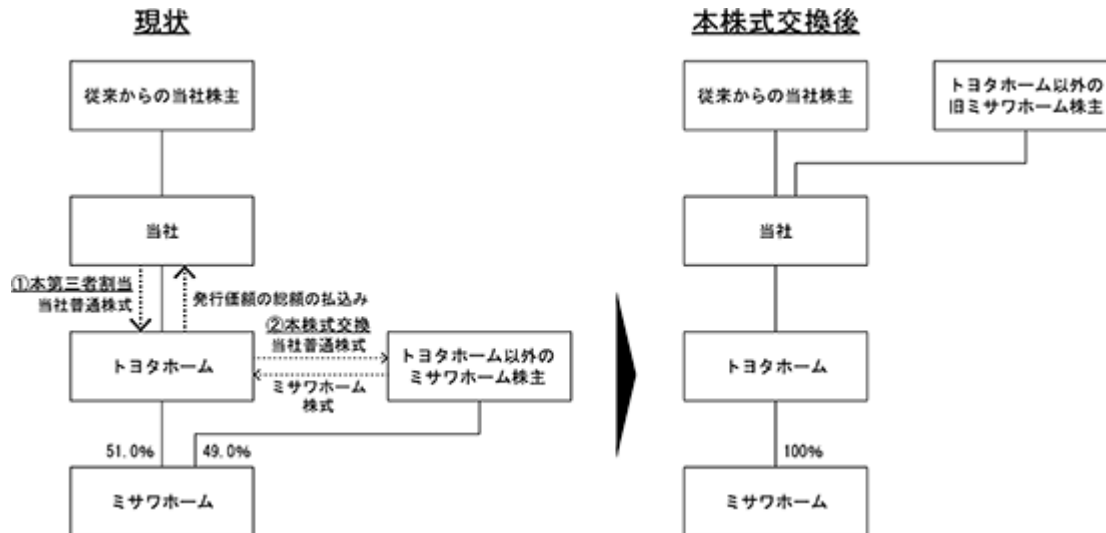 現状
従来からの当社株主
当社
①本第三者割当
当社普通株式
発行価額の総額の払込み
②本株式交換
当社普通株式
トヨタホーム
トヨタホーム以外の
ミサワホーム株主
ミサワホーム
株式
51.0%
49.0%
ミサワホーム
本株式交換後
従来からの当社株主
トヨタホーム以外の
旧ミサワホーム株主
当社
トヨタホーム
100%
ミサワホーム